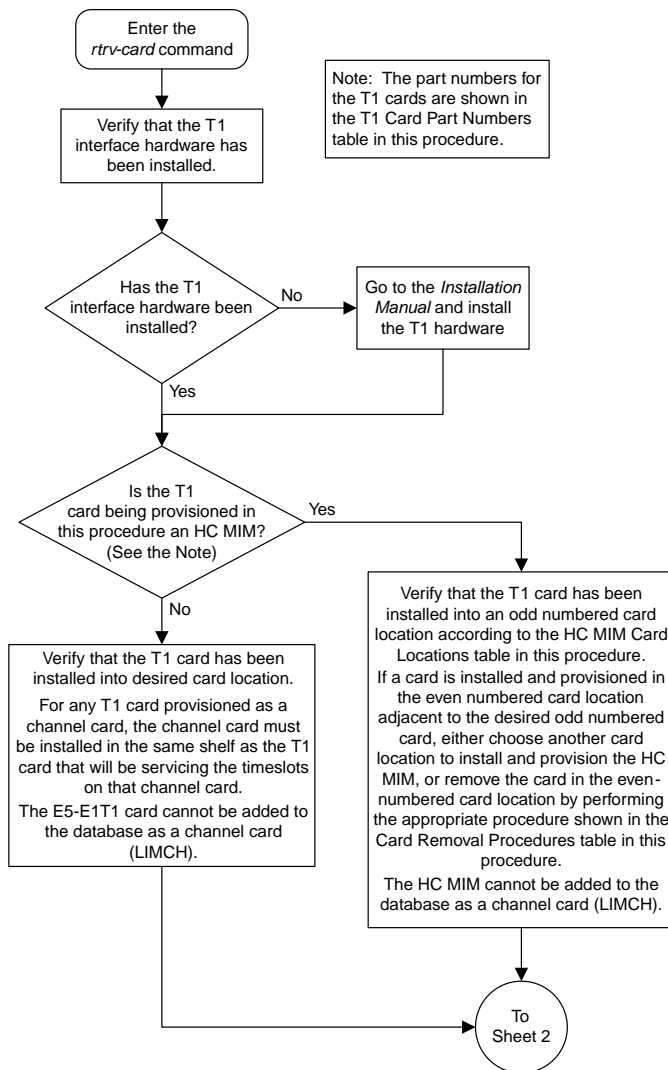 Enter the
rtrv-card command
Note: The part numbers for
the T1 cards are shown in
the T1 Card Part Numbers
table in this procedure.
Verify that the T1
interface hardware has
been installed.
Has the T1
interface hardware been
installed?
No
Go to the Installation
Manual and install
the T1 hardware
Yes
Is the T1
card being provisioned in
this procedure an HC MIM?
(See the Note)
Yes
No
Verify that the T1 card has been
installed into desired card location.
For any T1 card provisioned as a
channel card, the channel card must
be installed in the same shelf as the T1
card that will be servicing the timeslots
on that channel card.
The E5-E1T1 card cannot be added to
the database as a channel card
(LIMCH).
Verify that the T1 card has been
installed into an odd numbered card
location according to the HC MIM Card
Locations table in this procedure.
If a card is installed and provisioned in
the even numbered card location
adjacent to the desired odd numbered
card, either choose another card
location to install and provision the HC
MIM, or remove the card in the even-
numbered card location by performing
the appropriate procedure shown in the
Card Removal Procedures table in this
procedure.
The HC MIM cannot be added to the
database as a channel card (LIMCH).
To
Sheet 2